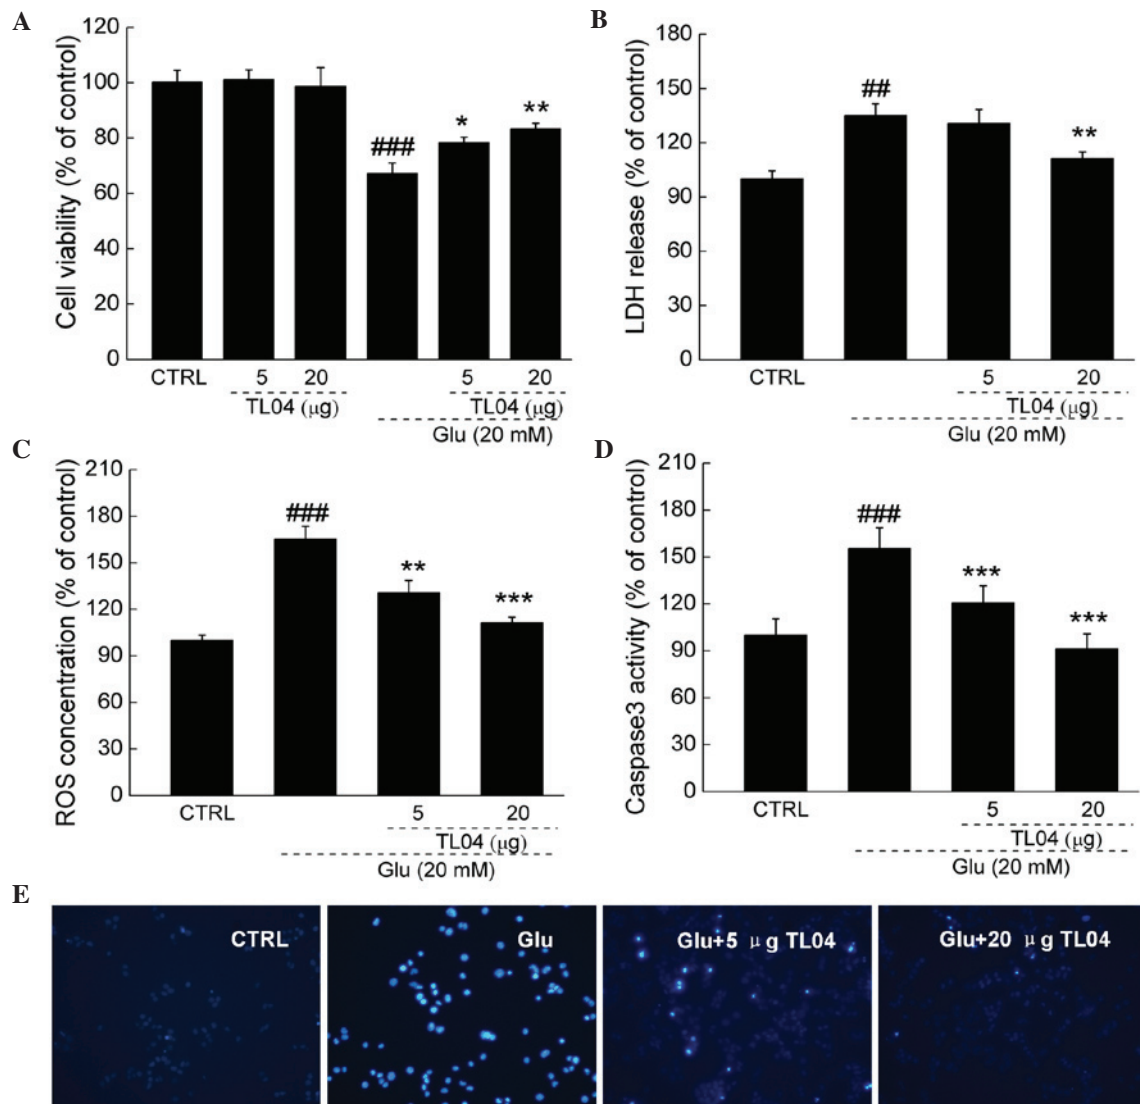 A
Cell viability (% of control)
120
100
80
60
40
20
0
###
*
**
CTRL
5
20
5
20
TL04 (μg)
TL04 (μg)
Glu (20 mM)
B
LDH release (% of control)
180
150
120
90
60
30
0
##
**
CTRL
5
20
TL04 (μg)
Glu (20 mM)
C
ROS concentration (% of control)
210
180
150
120
90
60
30
0
###
**
***
CTRL
5
20
TL04 (μg)
Glu (20 mM)
D
Caspase3 activity (% of control)
210
180
150
120
90
60
30
0
###
***
***
CTRL
5
20
TL04 (μg)
Glu (20 mM)
E
CTRL
Glu
Glu+5 μg TL04
Glu+20 μg TL04